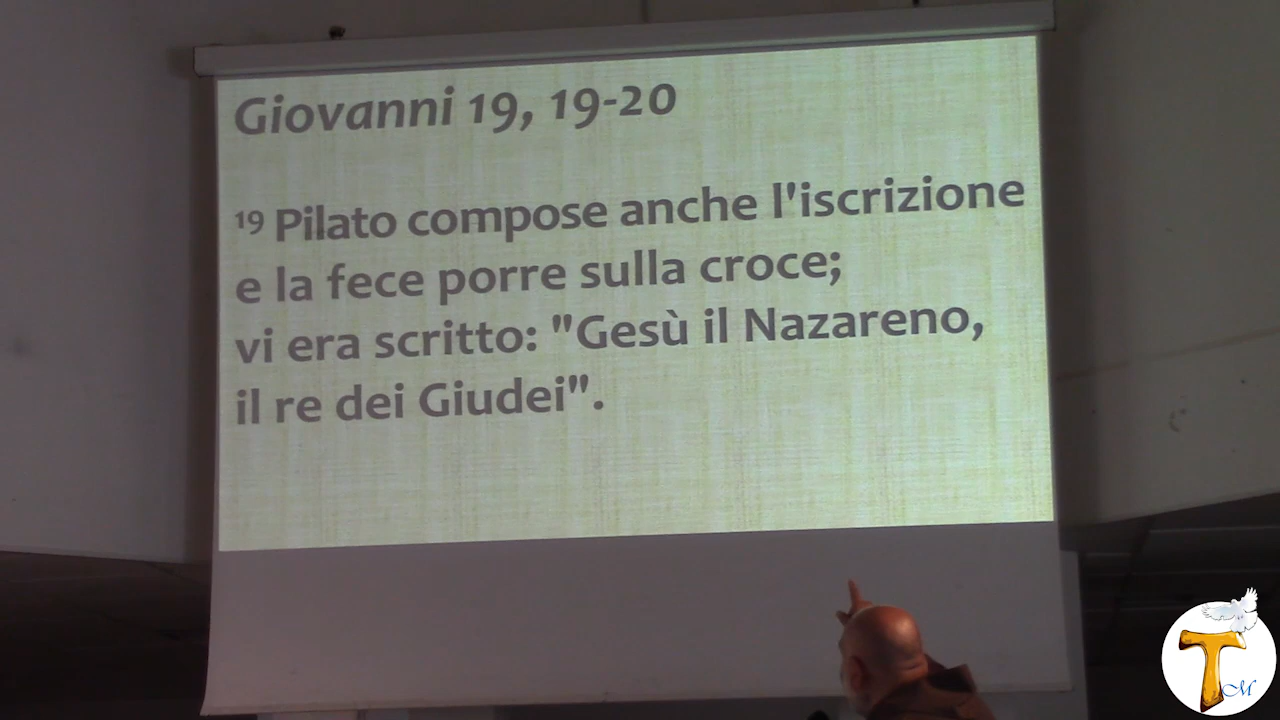 Giovanni 19, 19-20
19 Pilato compose anche l'iscrizione
e la fece porre sulla croce;
vi era scritto: "Gesù il Nazareno,
il re dei Giudei".
M